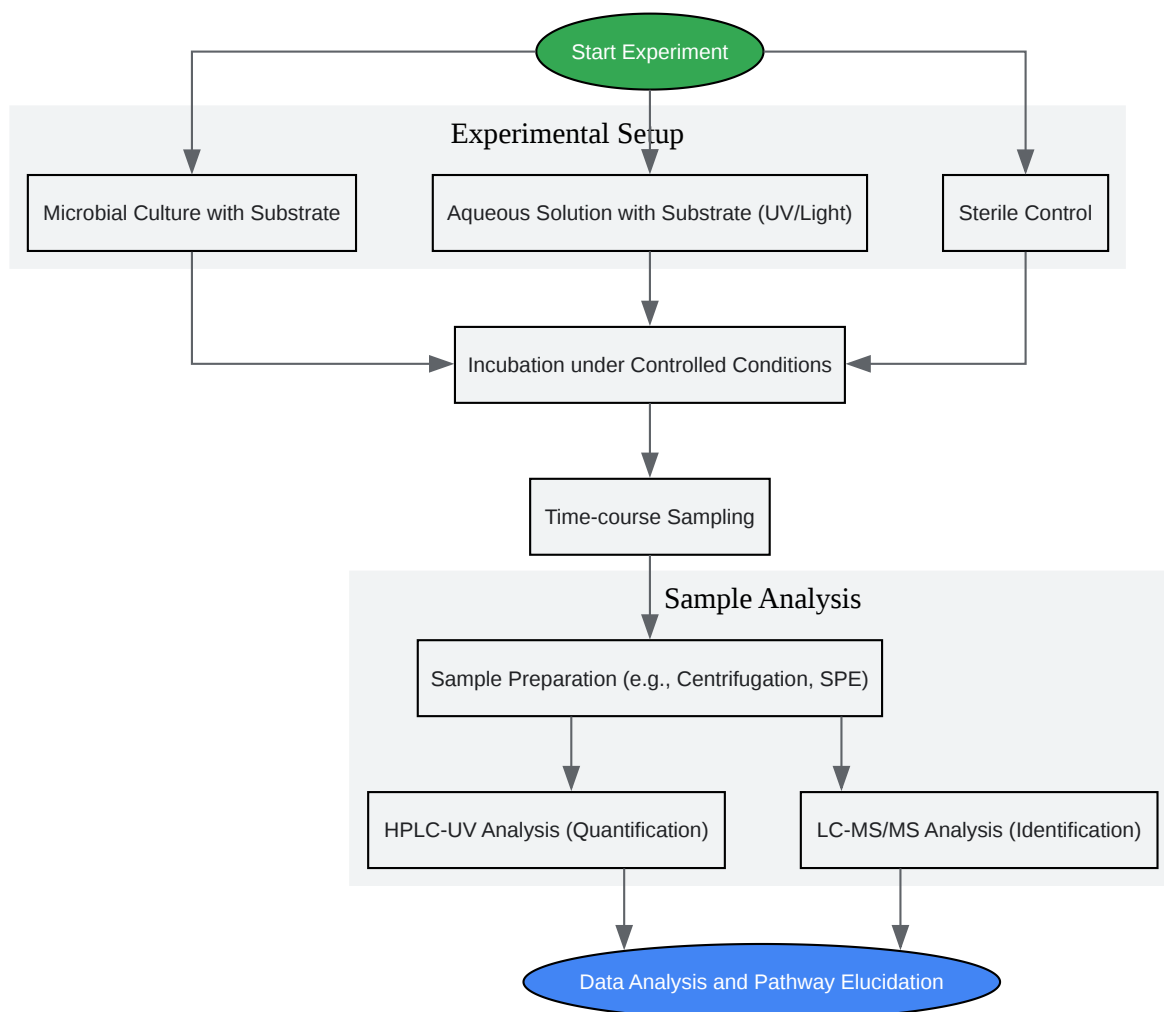 Start Experiment
Experimental Setup
Microbial Culture with Substrate
Aqueous Solution with Substrate (UV/Light)
Sterile Control
Incubation under Controlled Conditions
Time-course Sampling
Sample Analysis
Sample Preparation (e.g., Centrifugation, SPE)
HPLC-UV Analysis (Quantification)
LC-MS/MS Analysis (Identification)
Data Analysis and Pathway Elucidation